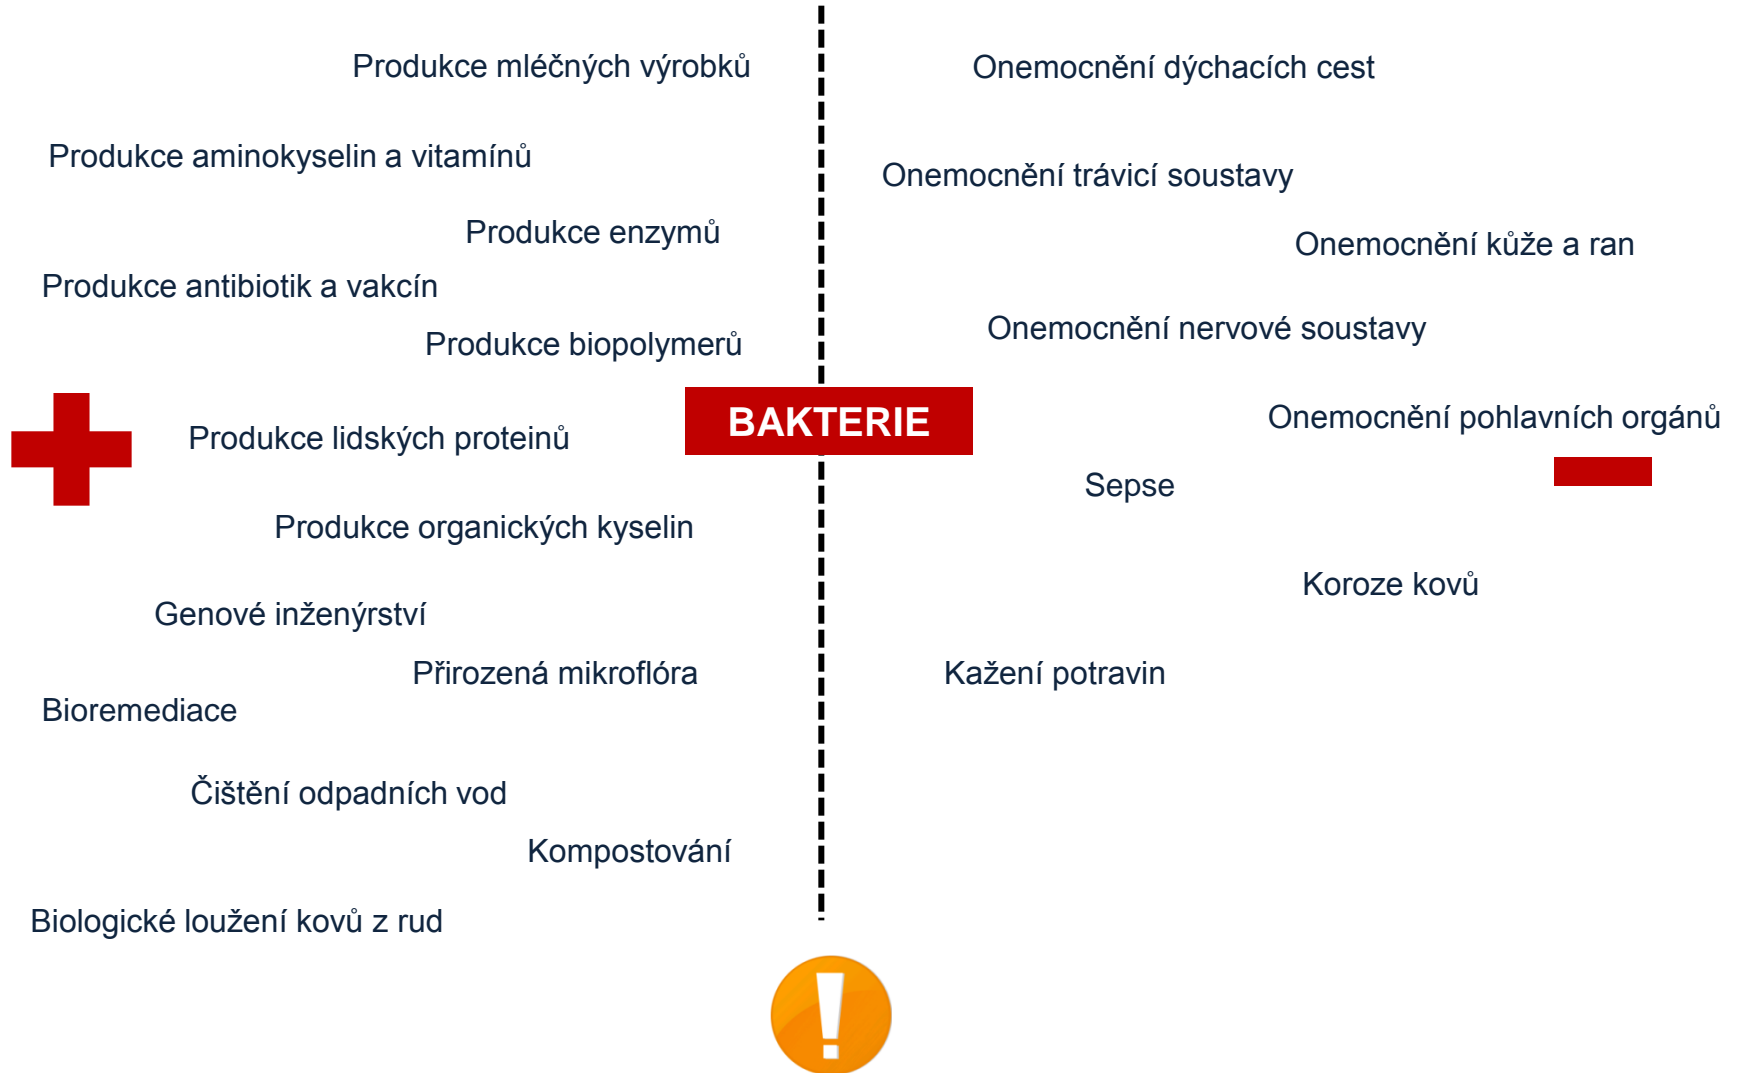 Produkce mléčných výrobků
Produkce aminokyselin a vitamínů
Produkce enzymů
Produkce antibiotik a vakcín
Produkce biopolymerů
BAKTERIE
Produkce lidských proteinů
Produkce organických kyselin
Genové inženýrství
Přirozená mikroflóra
Bioremediace
Čištění odpadních vod
Kompostování
Biologické loužení kovů z rud
Onemocnění dýchacích cest
Onemocnění trávicí soustavy
Onemocnění kůže a ran
Onemocnění nervové soustavy
Onemocnění pohlavních orgánů
Sepse
Koroze kovů
Kažení potravin
!